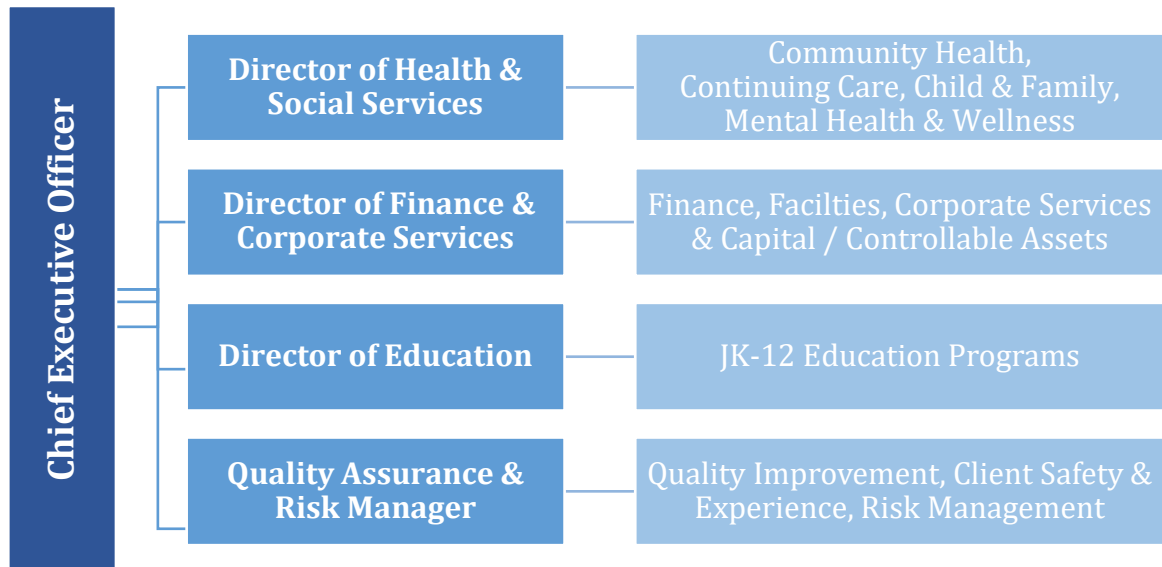 Chief Executive Officer
Director of Health &
Social Services
Community Health,
Continuing Care, Child & Family,
Mental Health & Wellness
Director of Finance &
Corporate Services
Finance, Facilties, Corporate Services
& Capital / Controllable Assets
Director of Education
JK-12 Education Programs
Quality Assurance &
Risk Manager
Quality Improvement, Client Safety &
Experience, Risk Management